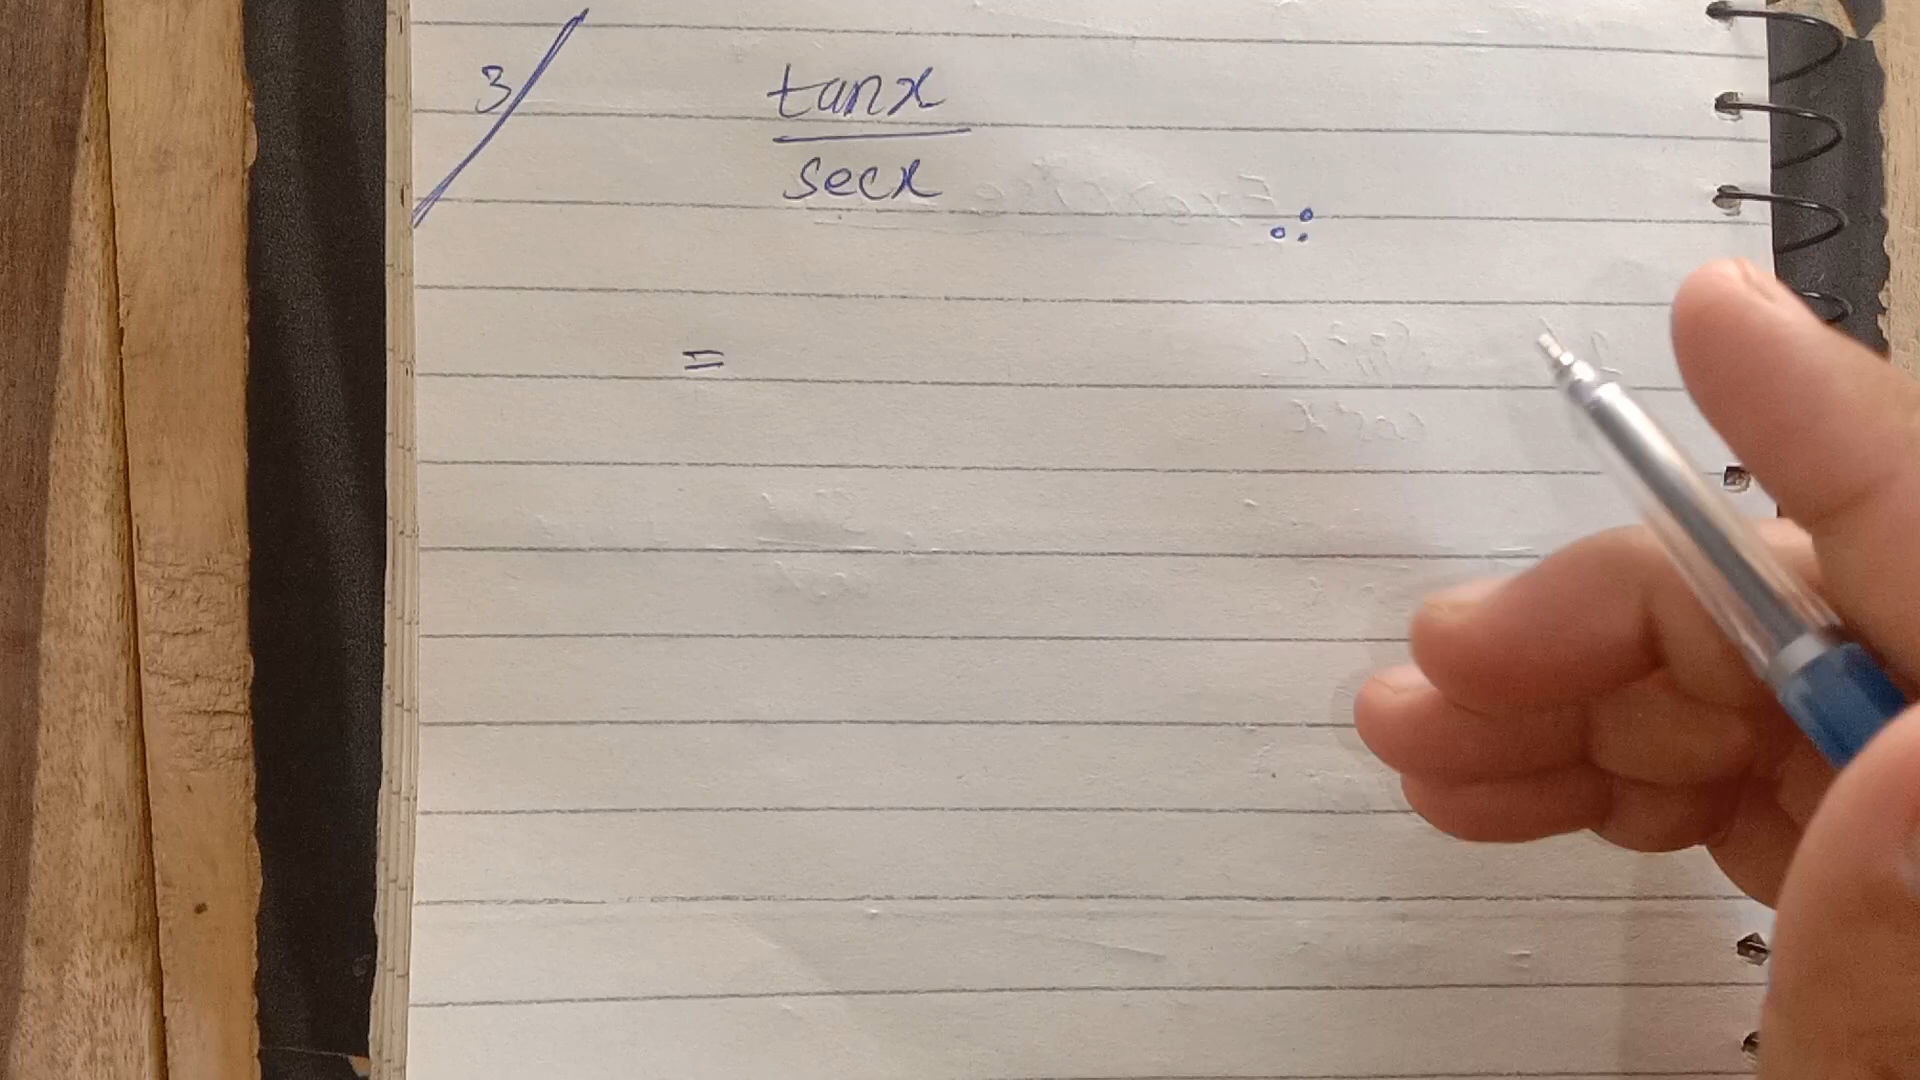 3/
tanx
secx
∵
=